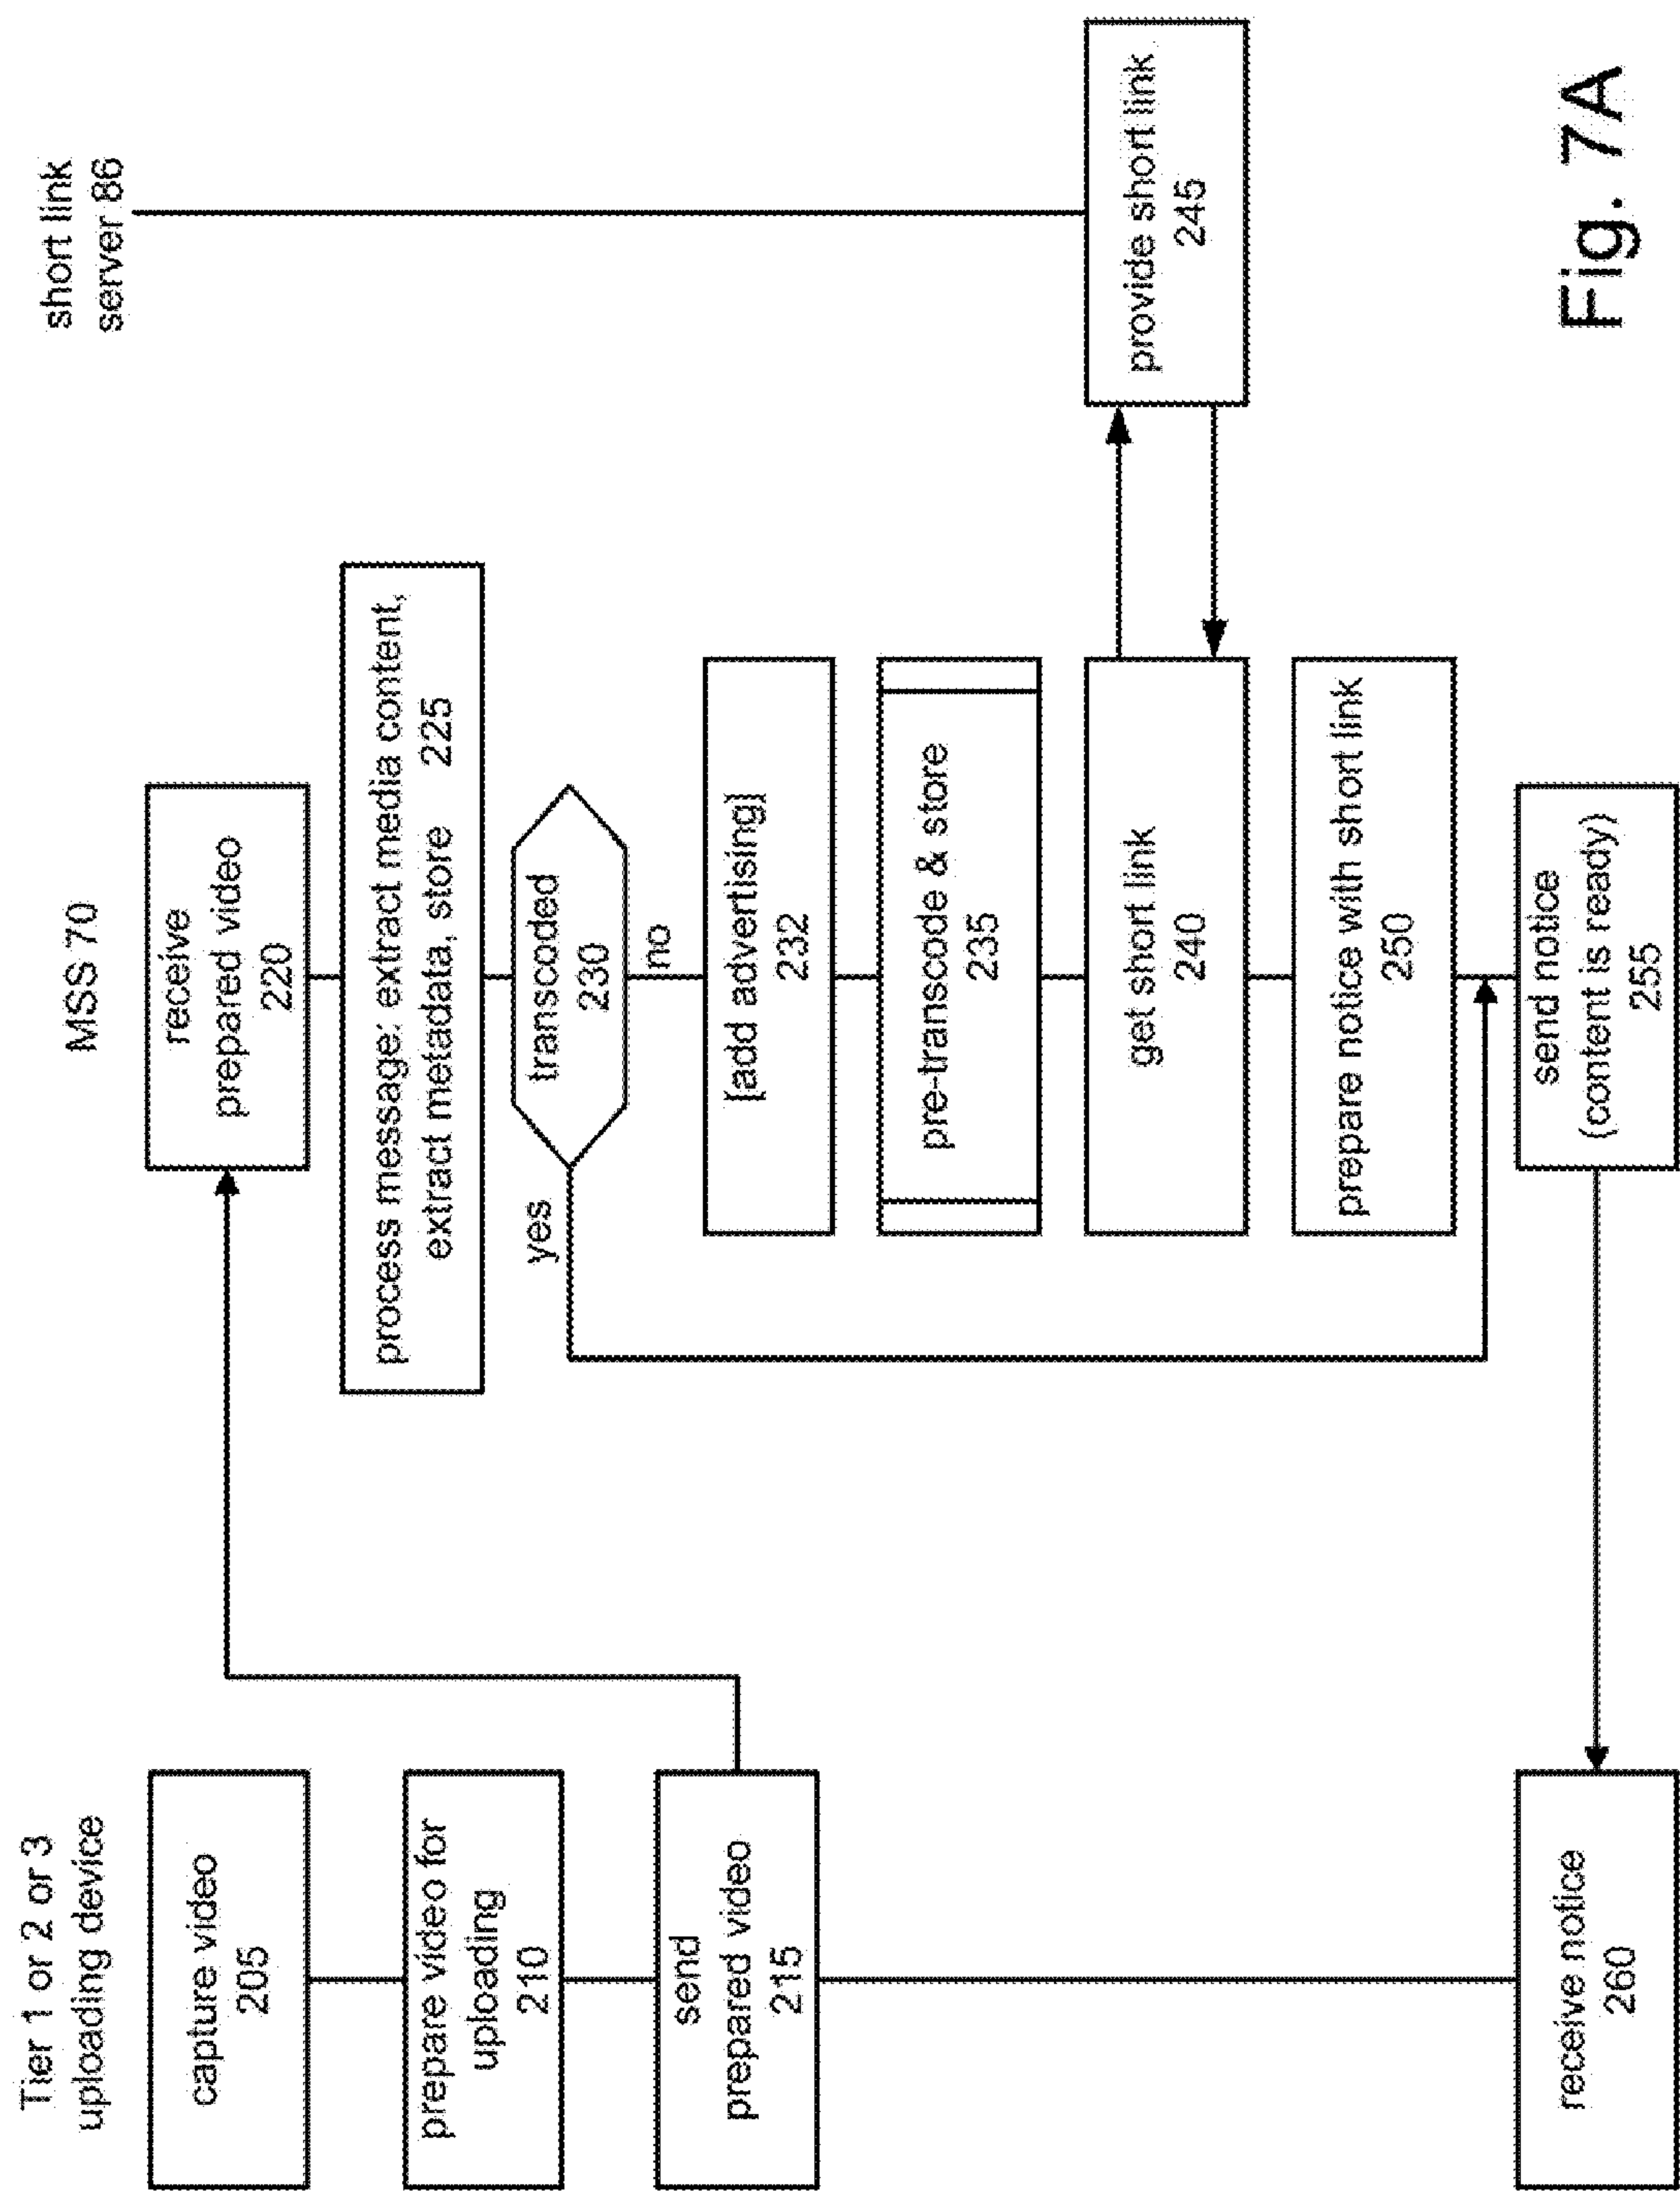 Tier 1 or 2 or 3
uploading device
capture video
205
prepare video for
uploading
210
send
prepared video
215
receive notice
260
MSS 70
receive
prepared video
220
process message: extract media content,
extract metadata, store 225
transcoded
230
yes
no
[add advertising]
232
pre-transcode & store
235
get short link
240
prepare notice with short link
250
send notice
(content is ready)
255
short link
server 86
provide short link
245
Fig. 7A